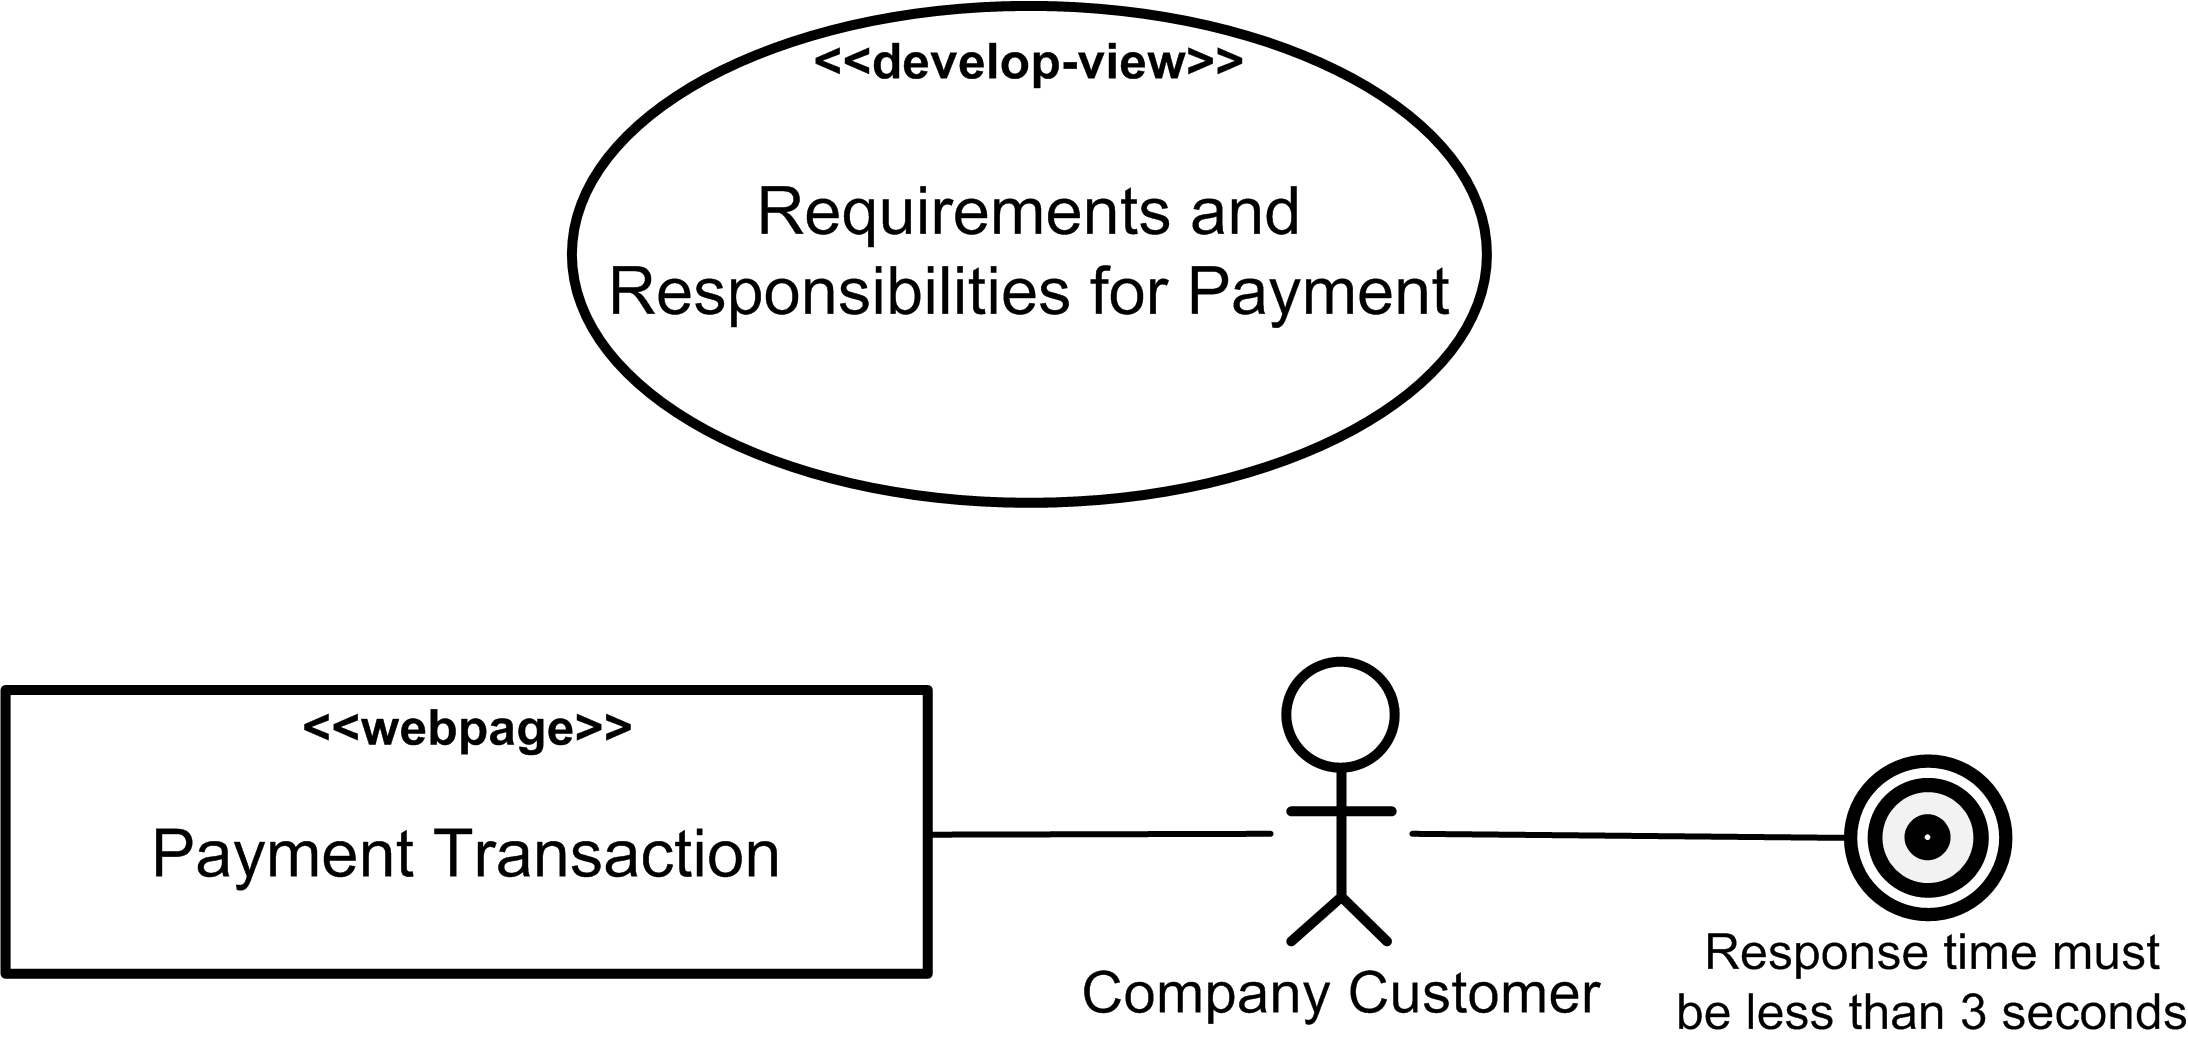 <<develop-view>>
Requirements and
Responsibilities for Payment
<<webpage>>
Payment Transaction
Company Customer
Response time must
be less than 3 seconds